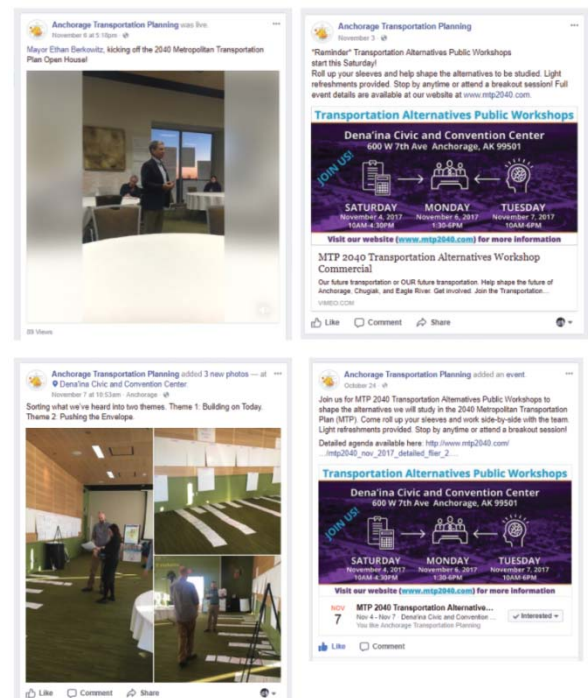 Anchorage Transportation Planning was live.
November 6 at 5:10pm
Mayor Ethan Berkowitz, kicking off the 2040 Metropolitan Transportation
Plan Open House!
89 Views
Anchorage Transportation Planning
November 3
*Reminder* Transportation Alternatives Public Workshops
start this Saturday!
Roll up your sleeves and help shape the alternatives to be studied. Light
refreshments provided. Stop by anytime or attend a breakout session! Full
event details are available at our website at www.mtp2040.com.
Transportation Alternatives Public Workshops
Dena'ina Civic and Convention Center
600 W 7th Ave Anchorage, AK 99501
JOIN US!
SATURDAY
November 4, 2017
10AM-4:30PM
MONDAY
November 6, 2017
1:30-6PM
TUESDAY
November 7, 2017
10AM-6PM
Visit our website (www.mtp2040.com) for more information
MTP 2040 Transportation Alternatives Workshop
Commercial
Our future transportation or OUR future transportation. Help shape the future of
Anchorage, Chugiak, and Eagle River. Get involved. Join the Transportation...
VIMEO.COM
Like Comment Share
Anchorage Transportation Planning added 3 new photos — at
Dena'ina Civic and Convention Center.
November 7 at 10:53am · Anchorage
Sorting what we've heard into two themes. Theme 1: Building on Today.
Theme 2: Pushing the Envelope.
Like Comment Share
Anchorage Transportation Planning added an event.
October 24
Join us for MTP 2040 Transportation Alternatives Public Workshops to
shape the alternatives we will study in the 2040 Metropolitan Transportation
Plan (MTP). Come roll up your sleeves and work side-by-side with the team.
Light refreshments provided. Stop by anytime or attend a breakout session!
Detailed agenda available here: http://www.mtp2040.com/
.../mtp2040_nov_2017_detailed_flier_2....
Transportation Alternatives Public Workshops
Dena'ina Civic and Convention Center
600 W 7th Ave Anchorage, AK 99501
JOIN US!
SATURDAY
November 4, 2017
10AM-4:30PM
MONDAY
November 6, 2017
1:30-6PM
TUESDAY
November 7, 2017
10AM-6PM
Visit our website (www.mtp2040.com) for more information
NOV
7
MTP 2040 Transportation Alternative...
Nov 4 - Nov 7 · Dena'ina Civic and Convention ...
You like Anchorage Transportation Planning
Interested
Like Comment